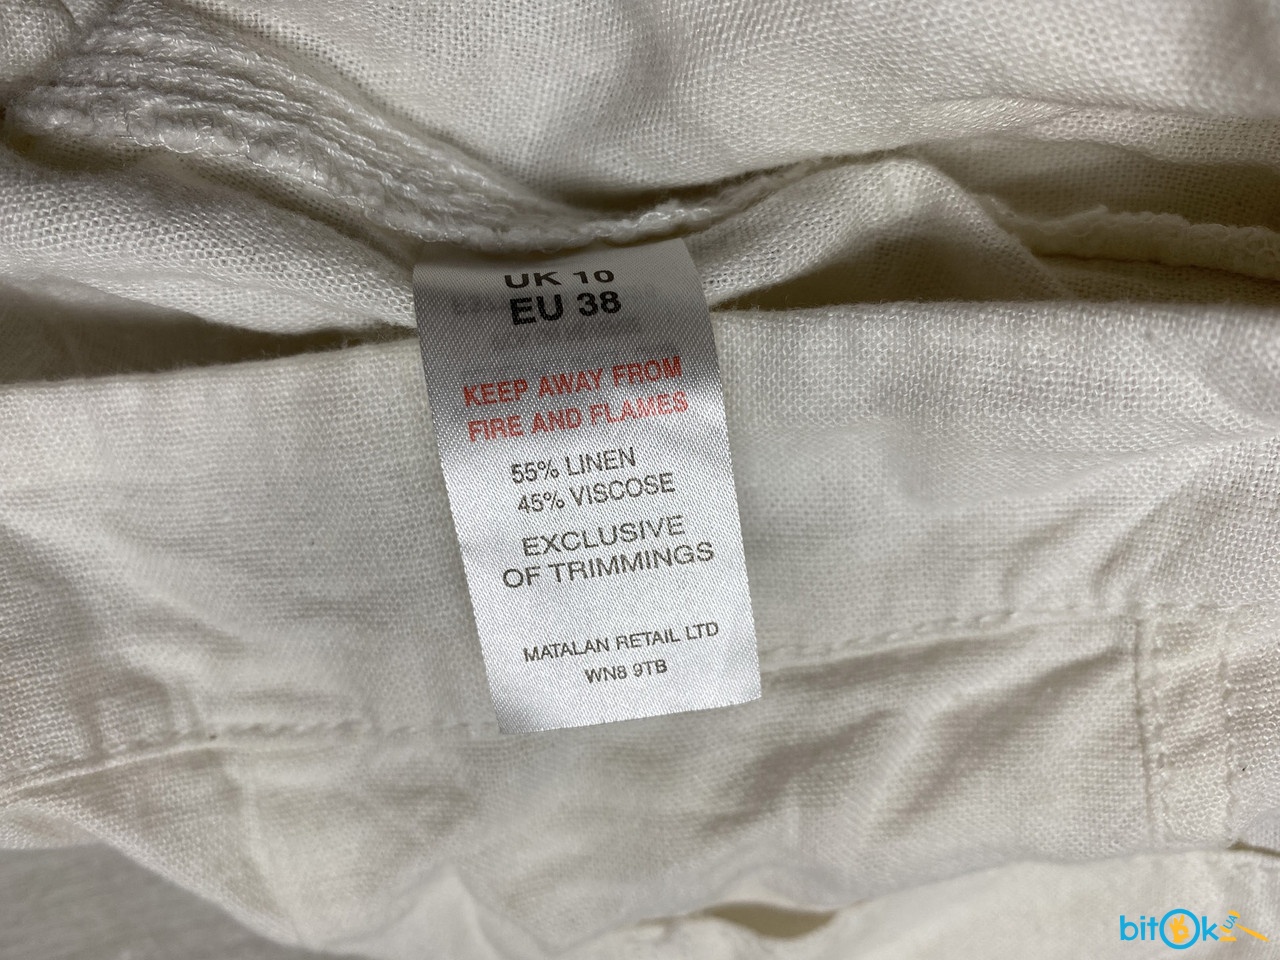 UK 10
EU 38
KEEP AWAY FROM
FIRE AND FLAMES
55% LINEN
45% VISCOSE
EXCLUSIVE
OF TRIMMINGS
MATALAN RETAIL LTD
WN8 9TB
bitOk UA